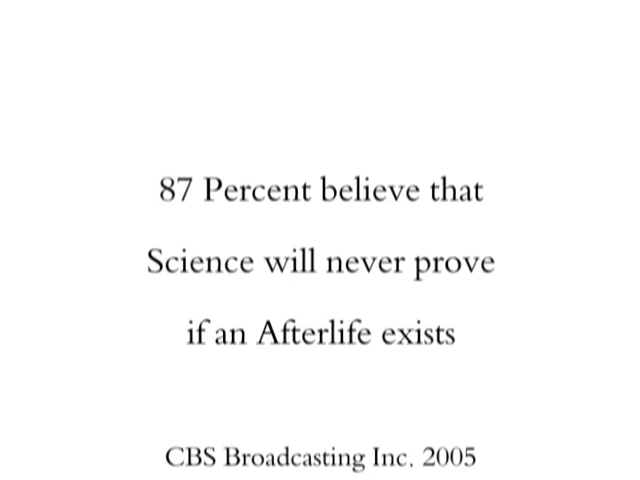 87 Percent believe that
Science will never prove
if an Afterlife exists
CBS Broadcasting Inc. 2005